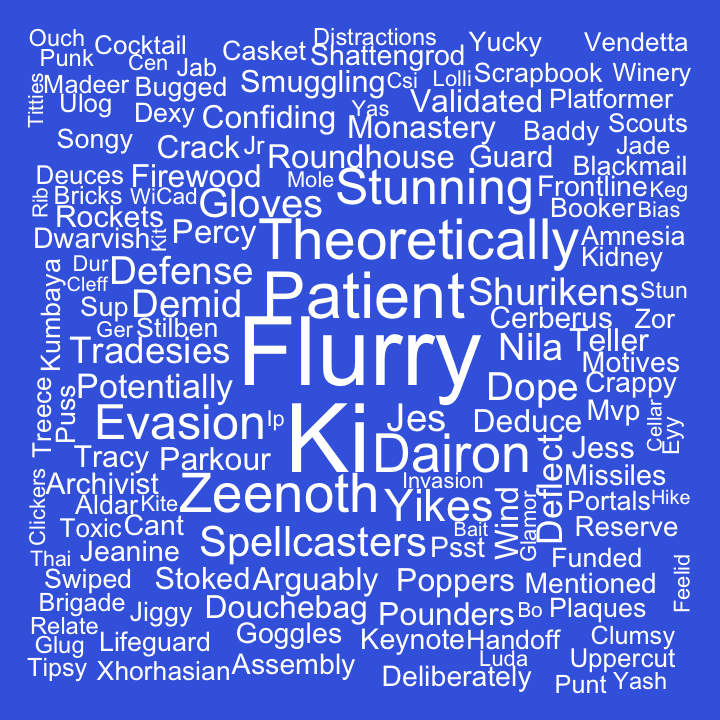 Ouch
Cocktail
Punk
Cen
Jab
Casket
Distractions
Shattengrod
Yucky
Vendetta
Titties
Madeer
Bugged
Smuggling
Csi
Lolli
Scrapbook
Winery
Ulog
Dexy
Confiding
Yas
Validated
Platformer
Songy
Crack
Jr
Monastery
Baddy
Scouts
Jade
Roundhouse
Guard
Blackmail
Deuces
Firewood
Mole
Stunning
Frontline
Keg
Rib
Bricks
WiCad
Gloves
Booker
Bias
Rockets
Dwarvish
Kit
Percy
Theoretically
Amnesia
Kidney
Dur
Cleff
Defense
Patient
Shurikens
Stun
Kumbaya
Sup
Demid
Cerberus
Zor
Ger
Stilben
Flurry
Nila
Teller
Tradesies
Motives
Potentially
Dope
Crappy
Treece
Puss
Evasion
Ip
Ki
Jes
Deduce
Mvp
Cellar
Eyy
Tracy
Parkour
Dairon
Deflect
Jess
Archivist
Zeenoth
Invasion
Missiles
Clickers
Aldar
Kite
Yikes
Wind
Glamor
Portals
Hike
Toxic
Cant
Bait
Reserve
Thai
Jeanine
Spellcasters
Psst
Funded
Swiped
Stoked
Arguably
Poppers
Mentioned
Feelid
Brigade
Jiggy
Douchebag
Pounders
Bo
Plaques
Relate
Glug
Lifeguard
Goggles
Keynote
Handoff
Clumsy
Tipsy
Xhorhasian
Assembly
Luda
Uppercut
Deliberately
Punt
Yash